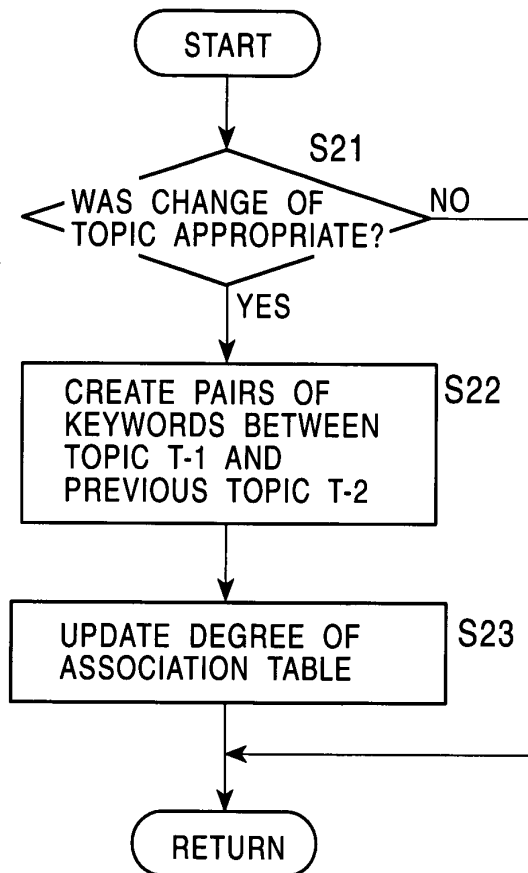 START
S21
WAS CHANGE OF
TOPIC APPROPRIATE?
NO
YES
CREATE PAIRS OF
KEYWORDS BETWEEN
TOPIC T-1 AND
PREVIOUS TOPIC T-2
S22
UPDATE DEGREE OF
ASSOCIATION TABLE
S23
RETURN